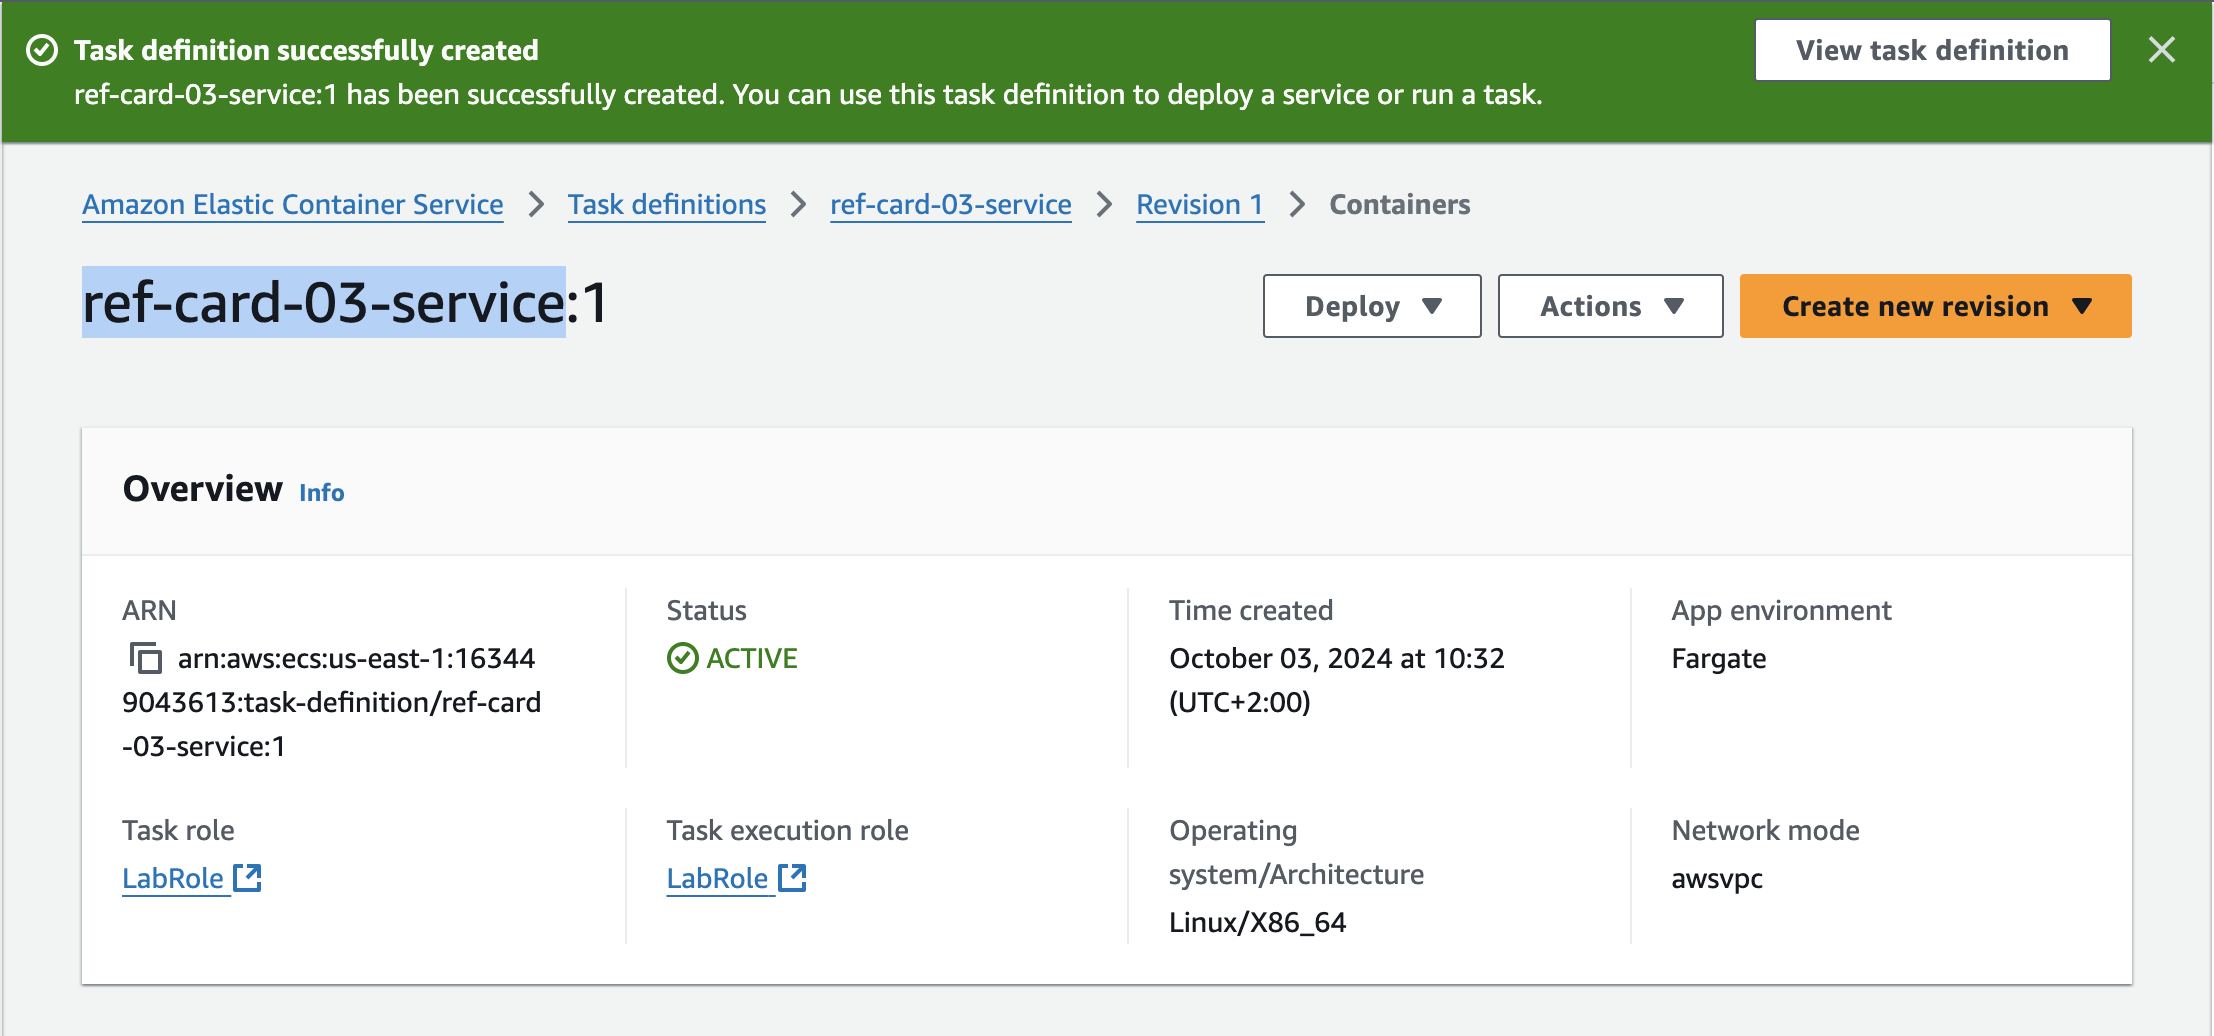 Task definition successfully created
View task definition
ref-card-03-service:1 has been successfully created. You can use this task definition to deploy a service or run a task.
Amazon Elastic Container Service > Task definitions > ref-card-03-service > Revision 1 > Containers
ref-card-03-service:1
Deploy
Actions
Create new revision
Overview Info
ARN
arn:aws:ecs:us-east-1:16344
9043613:task-definition/ref-card
-03-service:1
Status
ACTIVE
Time created
October 03, 2024 at 10:32
(UTC+2:00)
App environment
Fargate
Task role
LabRole
Task execution role
LabRole
Operating
system/Architecture
Linux/X86_64
Network mode
awsvpc